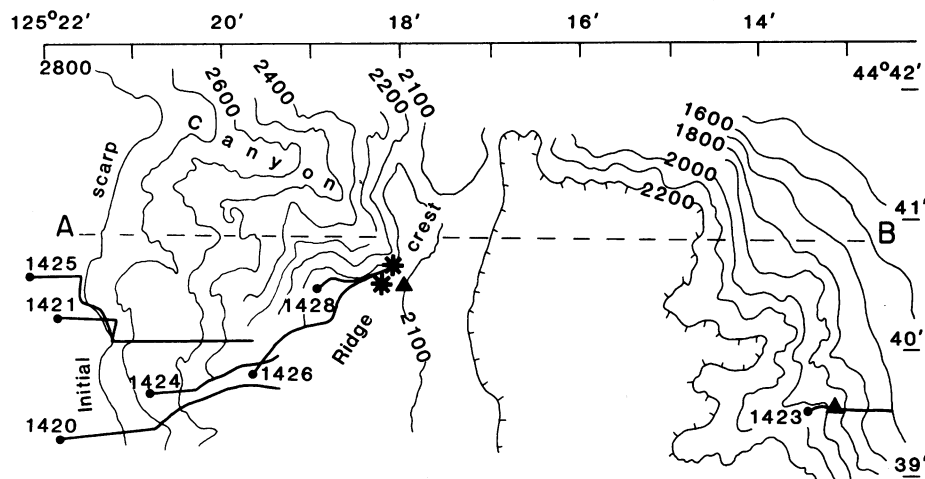 125°22′ 20′ 18′ 16′ 14′
2800 2600 2400 2200 2100 44°42′
1600
1800
Canyon
2000
scarp
2200
41′
A crest B
1425
1421 1428
Ridge 2100
40′
Initial 1424 1426
1423
1420
39′